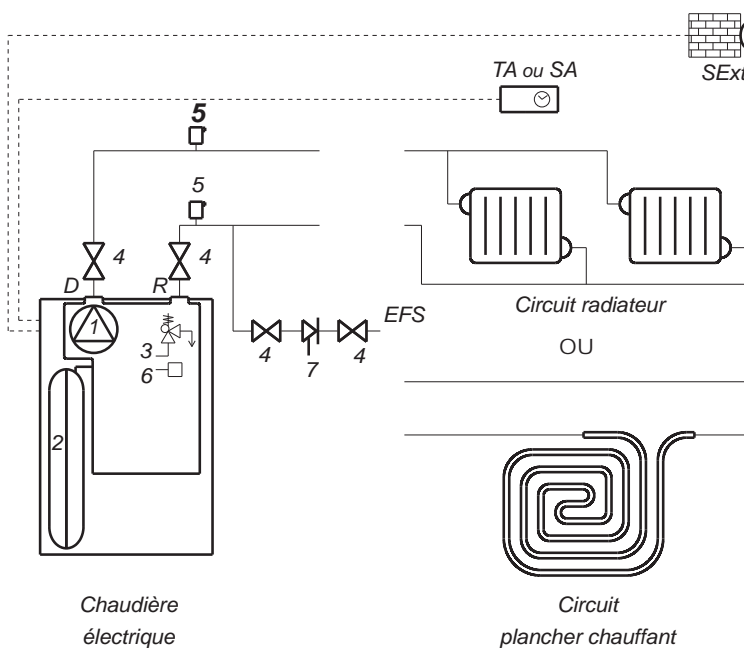 SExt
TA ou SA
5
5
4
4
D
R
1
Circuit radiateur
EFS
3
4
7
4
OU
6
2
Chaudière
électrique
Circuit
plancher chauffant